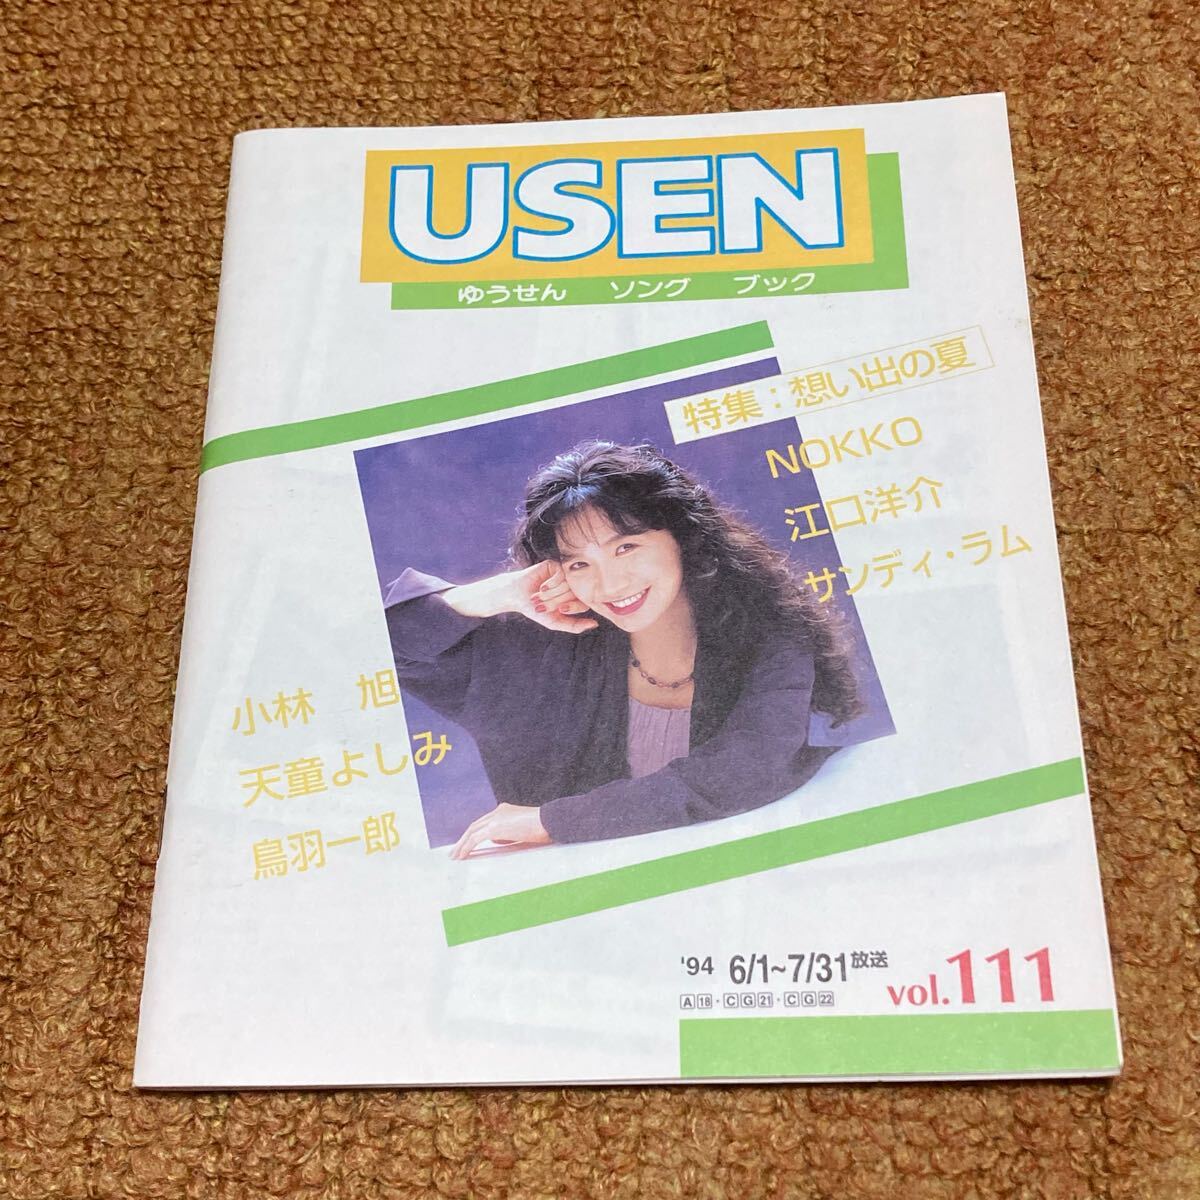 USEN
ゆうせん ソング ブック
特集：想い出の夏
NOKKO
江口洋介
サンディ・ラム
小林 旭
天童よしみ
鳥羽一郎
'94 6/1~7/31放送
A18・CG21・CG22
vol.111